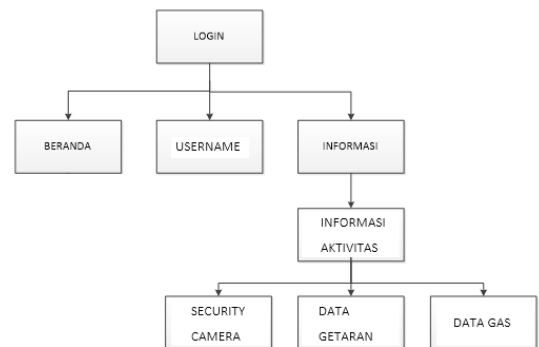 LOGIN
BERANDA
USERNAME
INFORMASI
INFORMASI
AKTIVITAS
SECURITY
CAMERA
DATA
GETARAN
DATA GAS